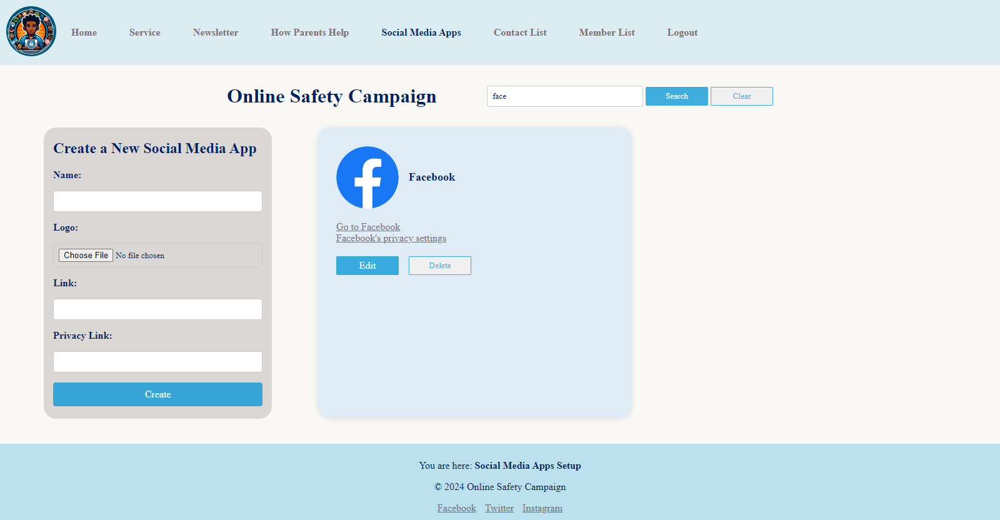 Home Service Newsletter How Parents Help Social Media Apps Contact List Member List Logout
Online Safety Campaign
face Search Clear
Create a New Social Media App
Name:
Logo:
Choose File No file chosen
Link:
Privacy Link:
Create
Facebook
Go to Facebook
Facebook's privacy settings
Edit Delete
You are here: Social Media Apps Setup
© 2024 Online Safety Campaign
Facebook Twitter Instagram